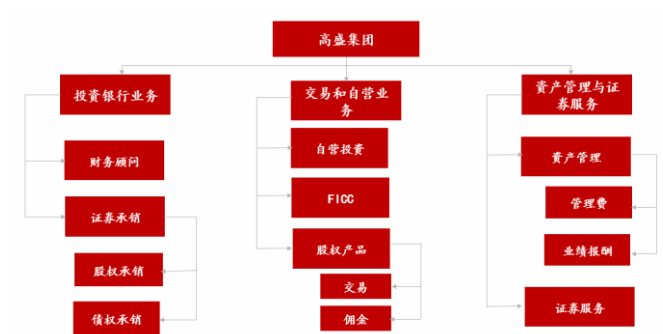 高盛集团
投资银行业务
财务顾问
证券承销
股权承销
债权承销
交易和自营业
务
自营投资
FICC
股权产品
交易
佣金
资产管理与证
券服务
资产管理
管理费
业绩报酬
证券服务